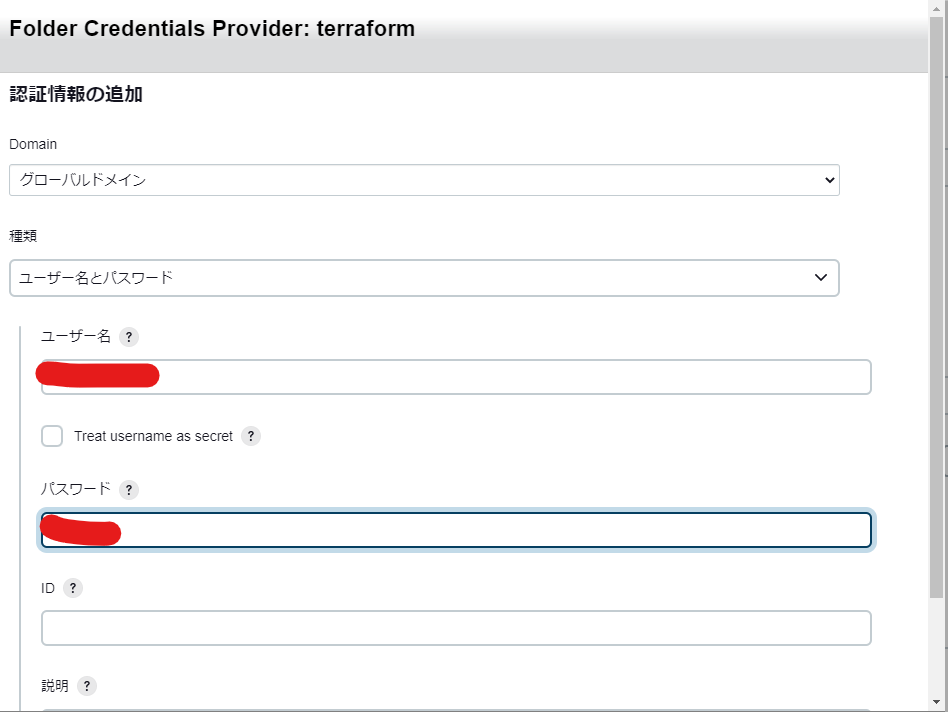 Folder Credentials Provider: terraform
認証情報の追加
Domain
グローバルドメイン
種類
ユーザー名とパスワード
ユーザー名 ?
Treat username as secret ?
パスワード ?
ID ?
説明 ?